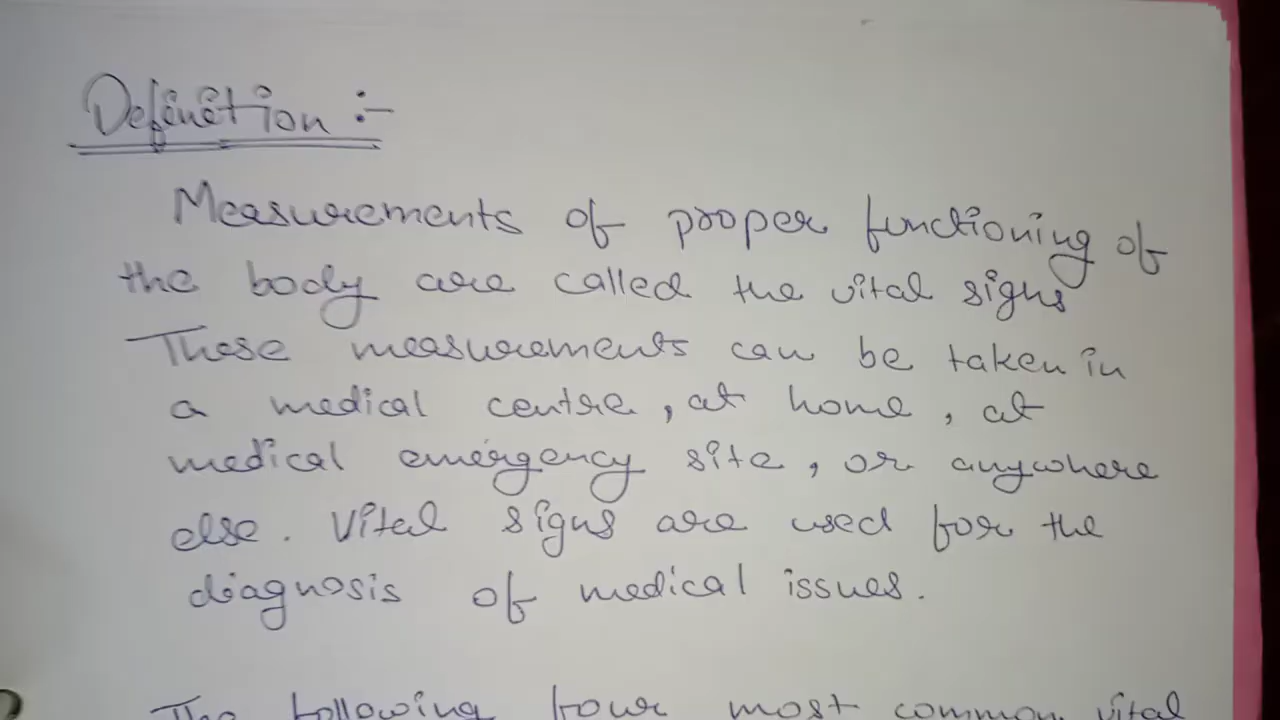 Definition :-
Measurements of proper functioning of
the body are called the vital signs
These measurements can be taken in
a medical centre, at home, at
medical emergency site, or anywhere
else. Vital signs are used for the
diagnosis of medical issues.
The following four most common vital